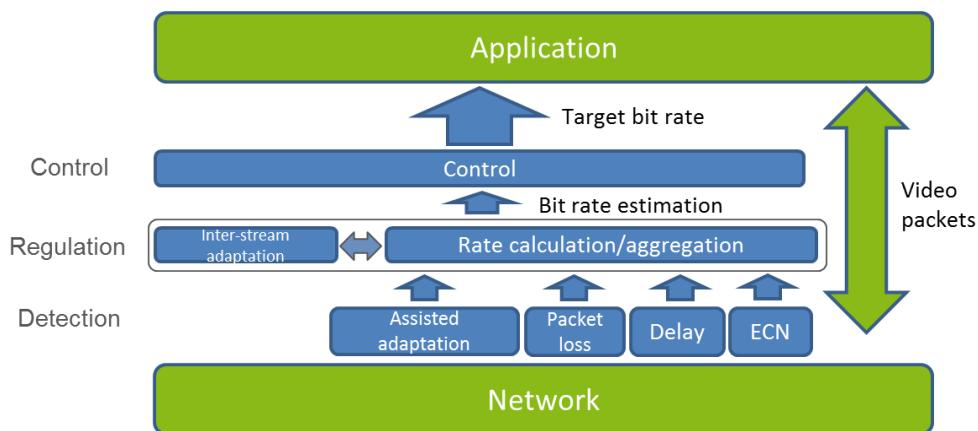 Application
Target bit rate
Control
Control
Video
packets
Bit rate estimation
Regulation
Inter-stream
adaptation
Rate calculation/aggregation
Detection
Assisted
adaptation
Packet
loss
Delay
ECN
Network